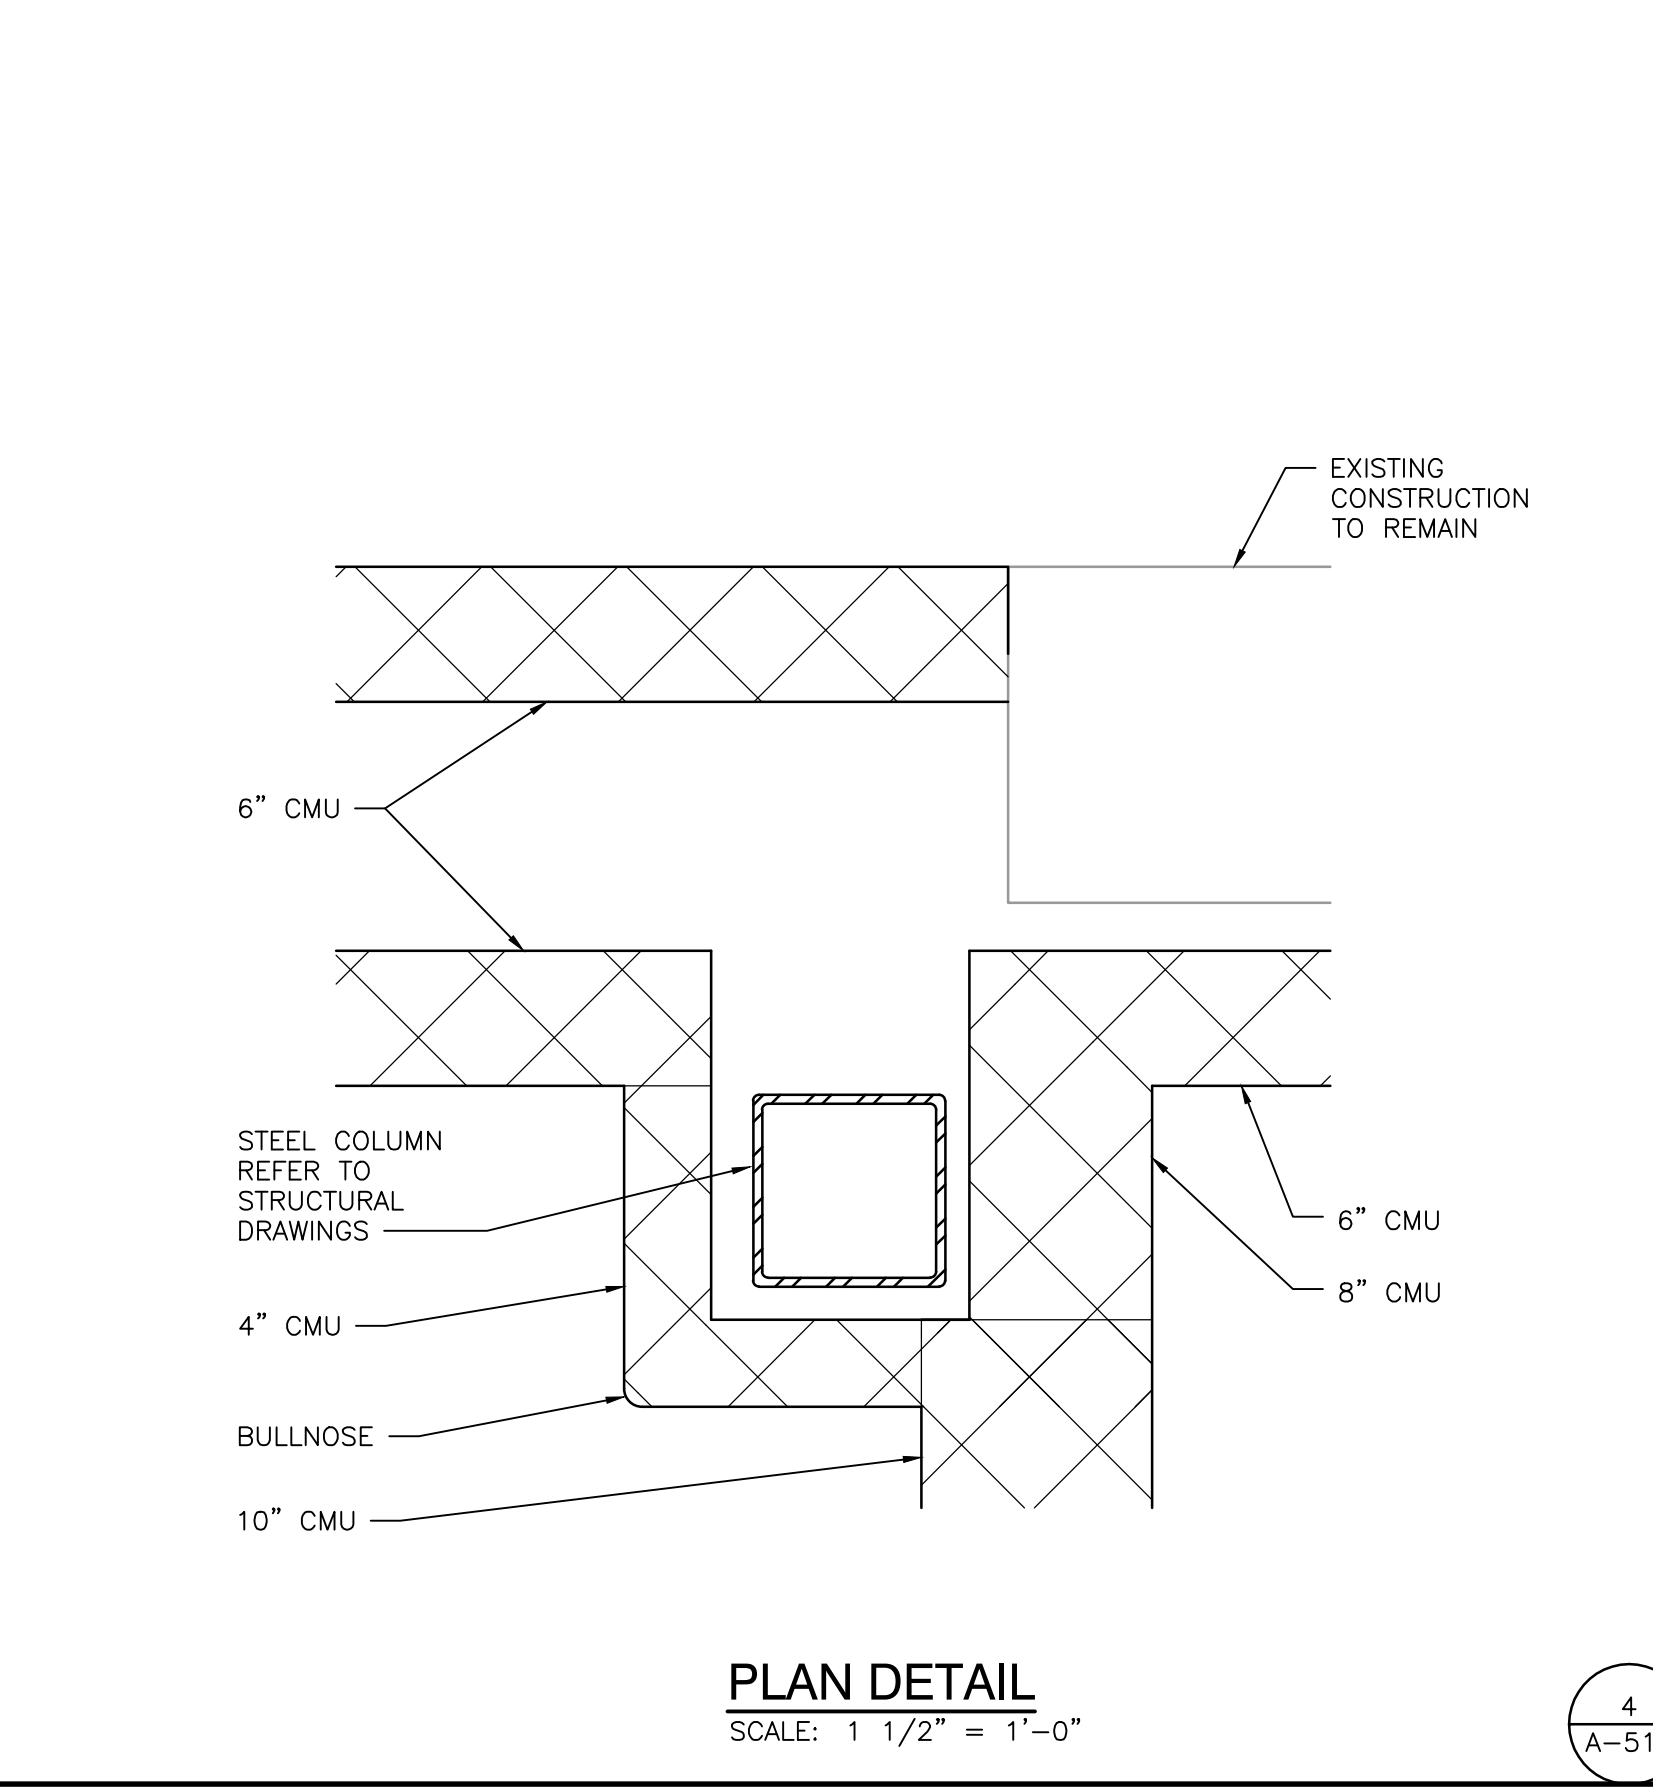 EXISTING
CONSTRUCTION
TO REMAIN
6" CMU
STEEL COLUMN
REFER TO
STRUCTURAL
DRAWINGS
6" CMU
8" CMU
4" CMU
BULLNOSE
10" CMU
PLAN DETAIL
SCALE: 1 1/2" = 1'-0"
4
A-51